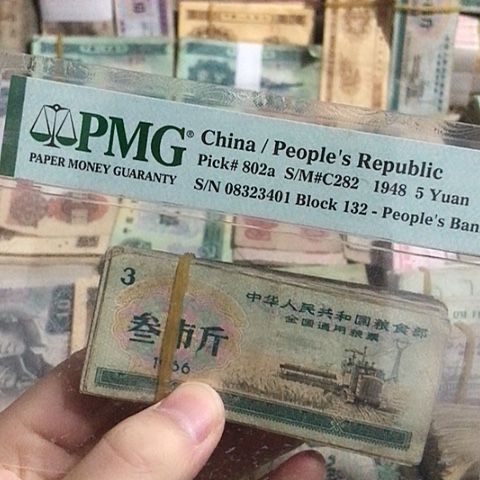 PMG®
PAPER MONEY GUARANTY
China / People's Republic
Pick# 802a S/M#C282 1948 5 Yuan
S/N 08323401 Block 132 - People's Ban
3
中华人民共和国粮食部
全国通用粮票
叁市斤
1966